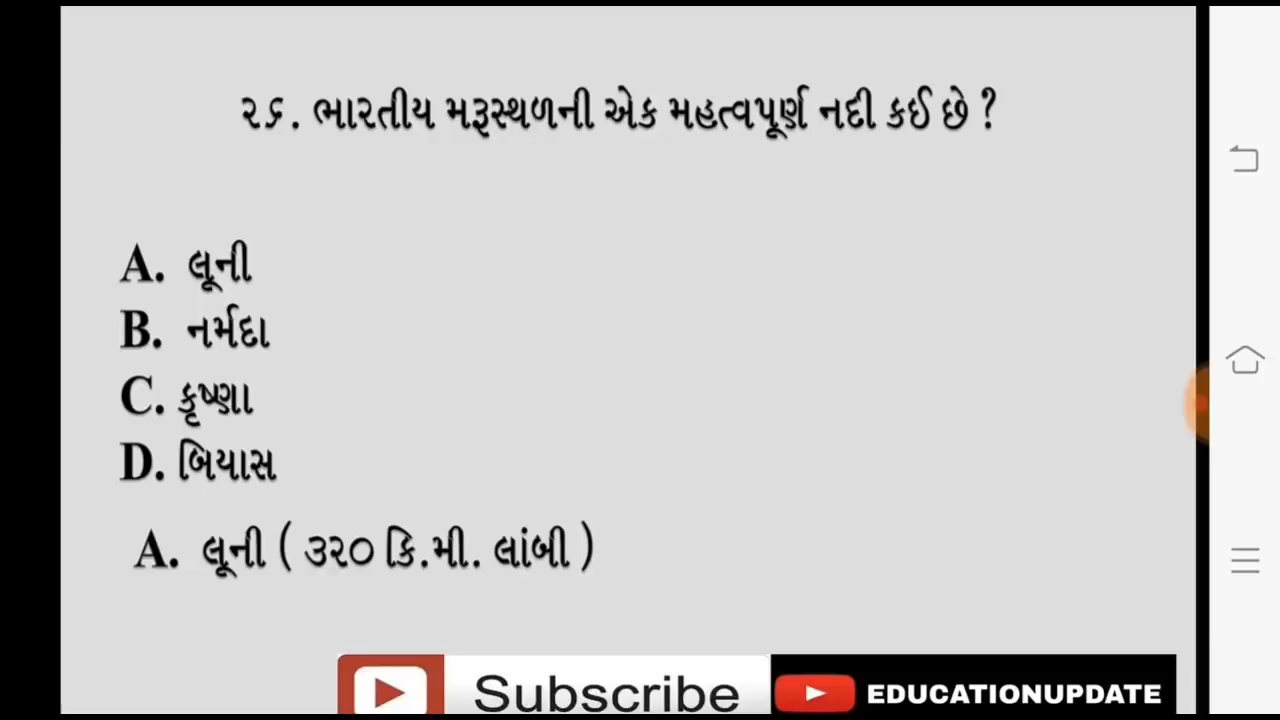 ૨૬. ભારતીય મરૂસ્થળની એક મહત્વપૂર્ણ નદી કઈ છે ?
A. લૂની
B. નર્મદા
C. કૃષ્ણા
D. બિયાસ
A. લૂની ( ૩૨૦ કિ.મી. લાંબી )
Subscribe
EDUCATIONUPDATE